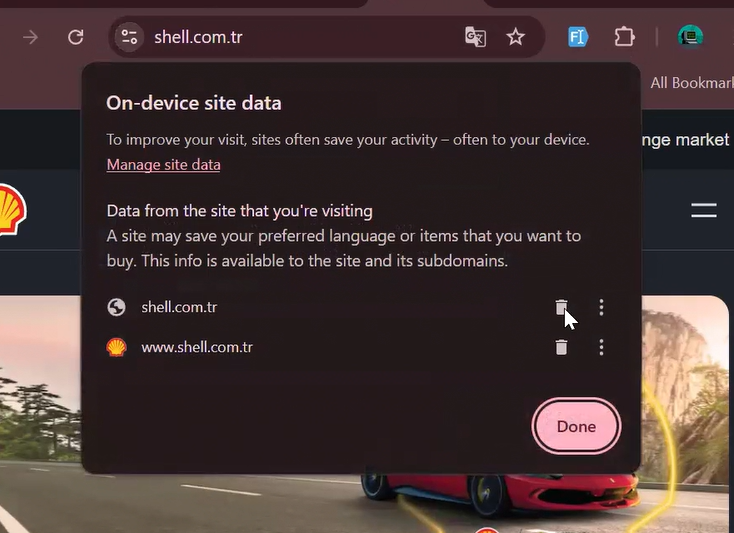 shell.com.tr
All Bookmar
On-device site data
To improve your visit, sites often save your activity – often to your device.
nge market
Manage site data
Data from the site that you're visiting
A site may save your preferred language or items that you want to
buy. This info is available to the site and its subdomains.
shell.com.tr
www.shell.com.tr
Done